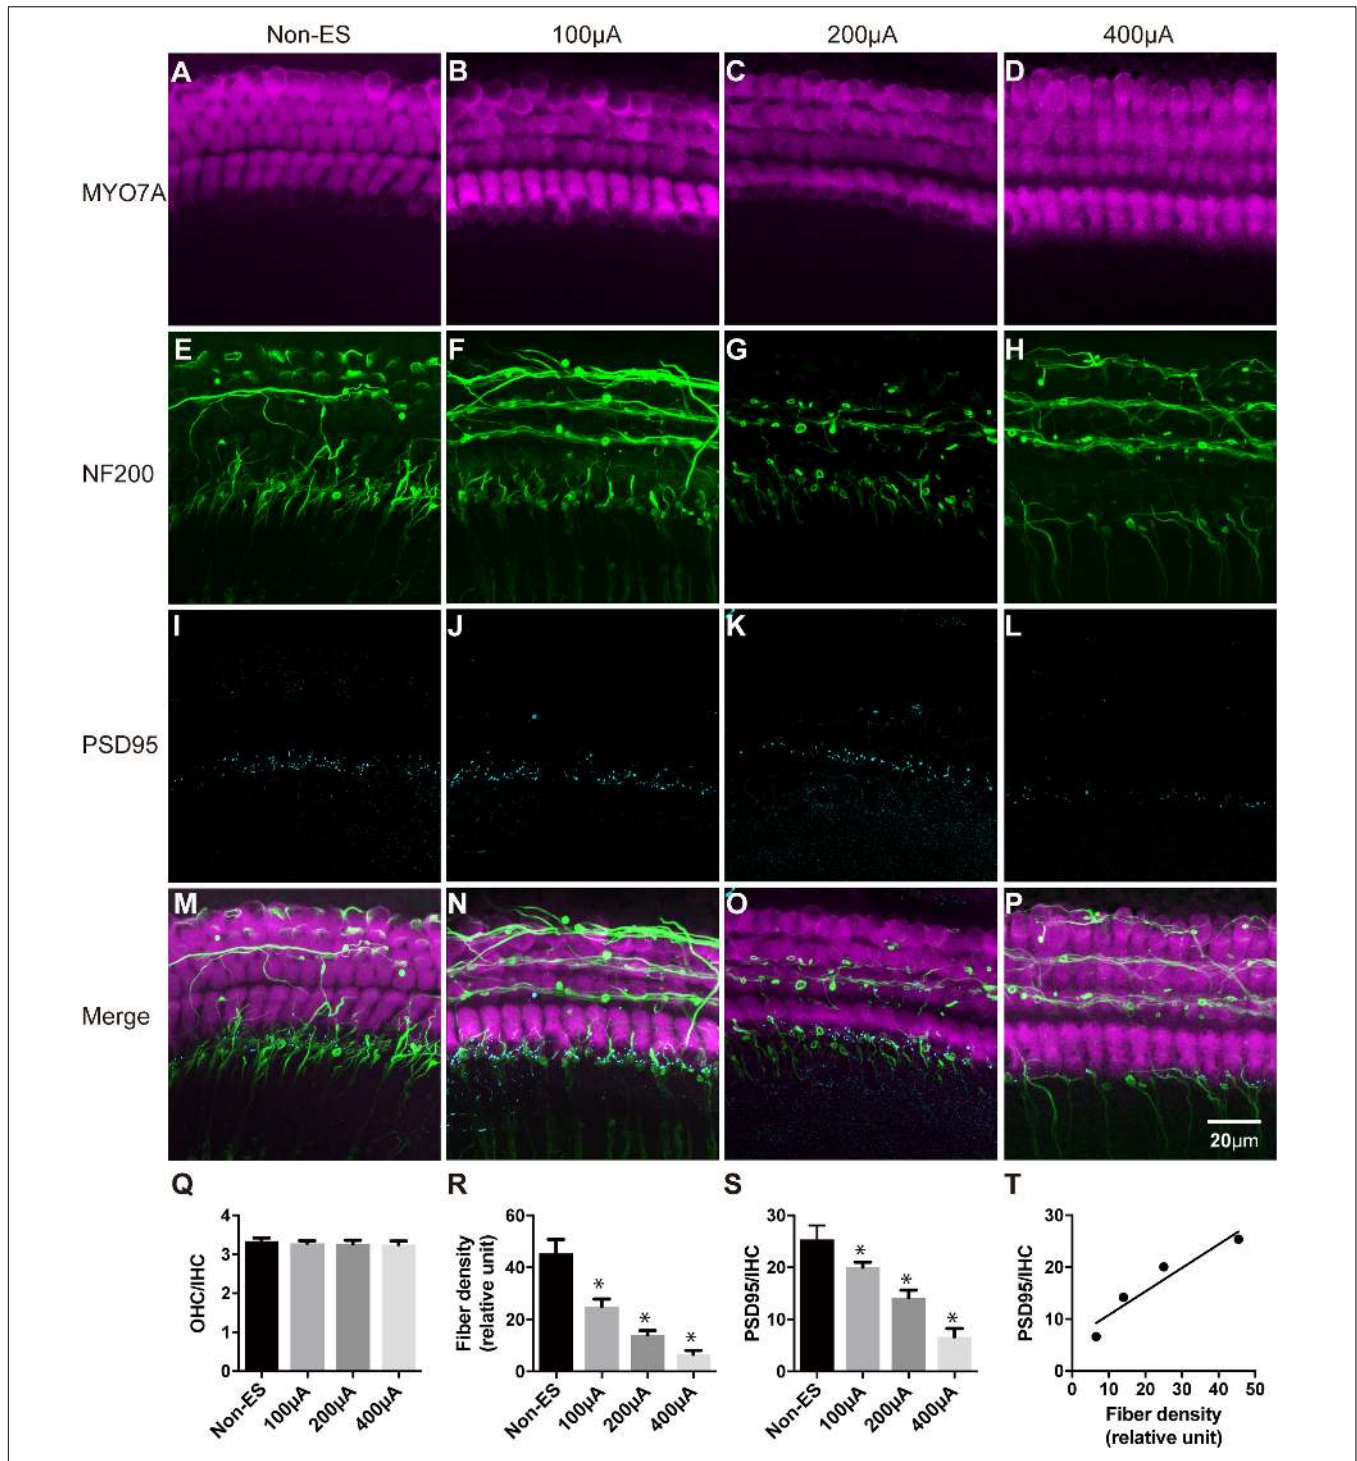 Non-ES 100μA 200μA 400μA
A B C D
MYO7A
E F G H
NF200
I J K L
PSD95
M N O P
Merge
20μm
Q R S T
4 3 2 1 0
OHC/IHC
Non-ES 100μA 200μA 400μA
60 40 20 0
Fiber density
(relative unit)
* * *
Non-ES 100μA 200μA 400μA
30 20 10 0
PSD95/IHC
* * *
Non-ES 100μA 200μA 400μA
30 20 10 0
PSD95/IHC
0 10 20 30 40 50
Fiber density
(relative unit)